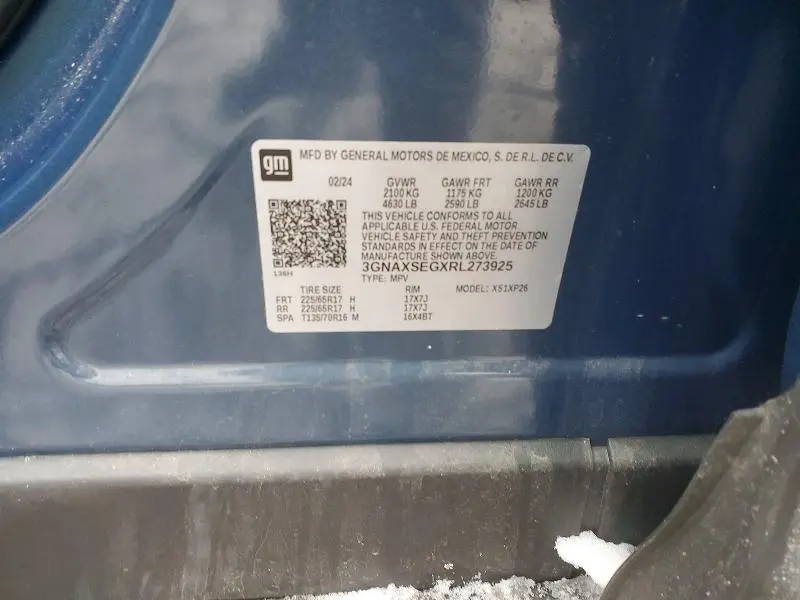 gm MFD BY GENERAL MOTORS DE MEXICO, S. DE R.L. DE C.V.
02/24 GVWR GAWR FRT GAWR RR
2100 KG 1175 KG 1200 KG
4630 LB 2590 LB 2645 LB
THIS VEHICLE CONFORMS TO ALL
APPLICABLE U.S. FEDERAL MOTOR
VEHICLE SAFETY AND THEFT PREVENTION
STANDARDS IN EFFECT ON THE DATE OF
MANUFACTURE SHOWN ABOVE.
3GNAXSEGXRL273925
136H TYPE: MPV
TIRE SIZE RIM MODEL: X51XP26
FRT 225/65R17 H 17X7J
RR 225/65R17 H 17X7J
SPA T135/70R16 M 16X4BT